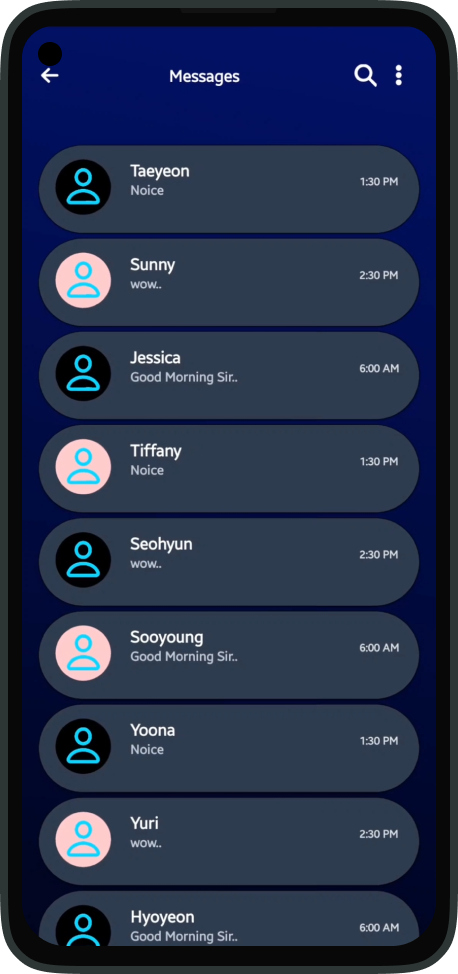 Messages
Taeyeon
1:30 PM
Noice
Sunny
2:30 PM
wow..
Jessica
6:00 AM
Good Morning Sir..
Tiffany
1:30 PM
Noice
Seohyun
2:30 PM
wow..
Sooyoung
6:00 AM
Good Morning Sir..
Yoona
1:30 PM
Noice
Yuri
2:30 PM
wow..
Hyoyeon
6:00 AM
Good Morning Sir..